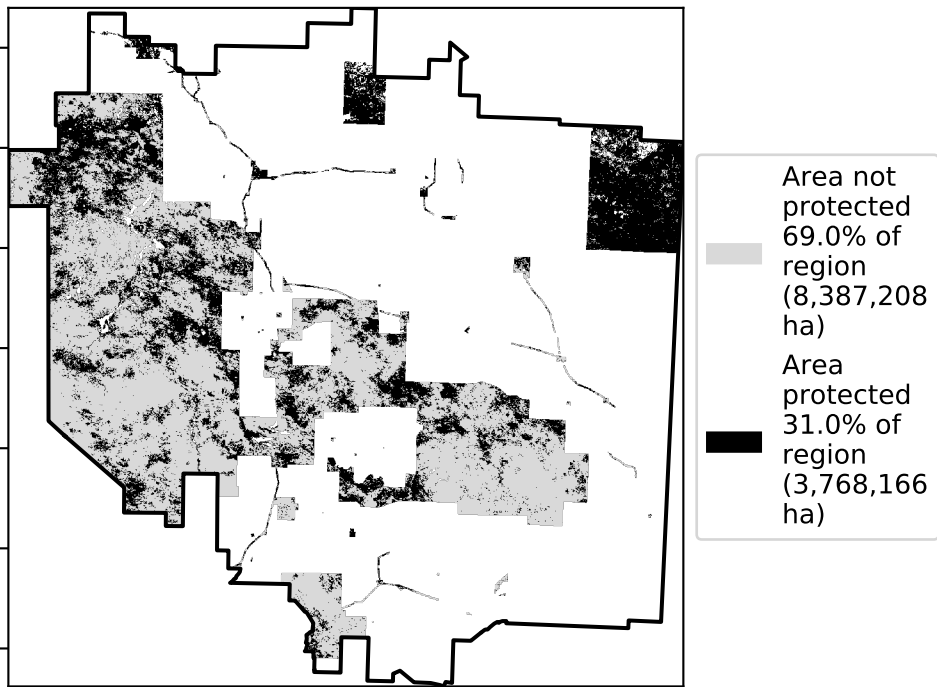 Area not
protected
69.0% of
region
(8,387,208
ha)
Area
protected
31.0% of
region
(3,768,166
ha)